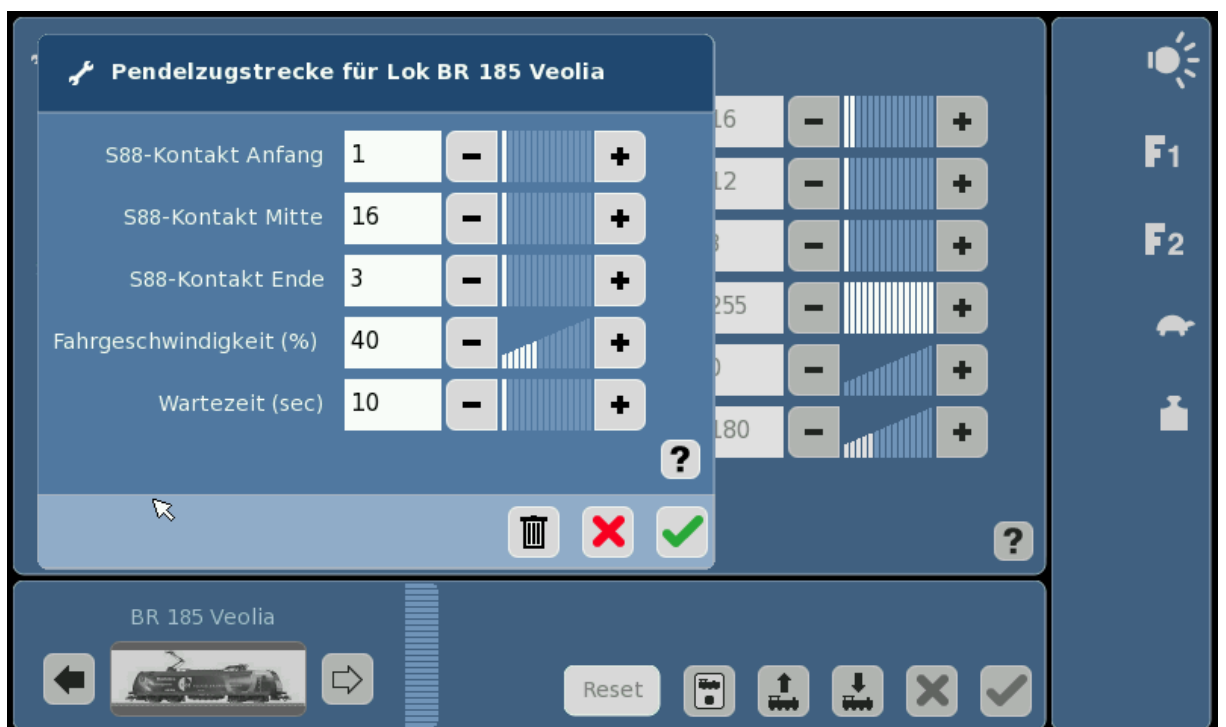 Pendelzugstrecke für Lok BR 185 Veolia
S88-Kontakt Anfang 1 - +
S88-Kontakt Mitte 16 - +
S88-Kontakt Ende 3 - +
Fahrgeschwindigkeit (%) 40 - +
Wartezeit (sec) 10 - +
?
16 - +
12 - +
- +
255 - +
- +
180 - +
?
F1
F2
BR 185 Veolia
Reset